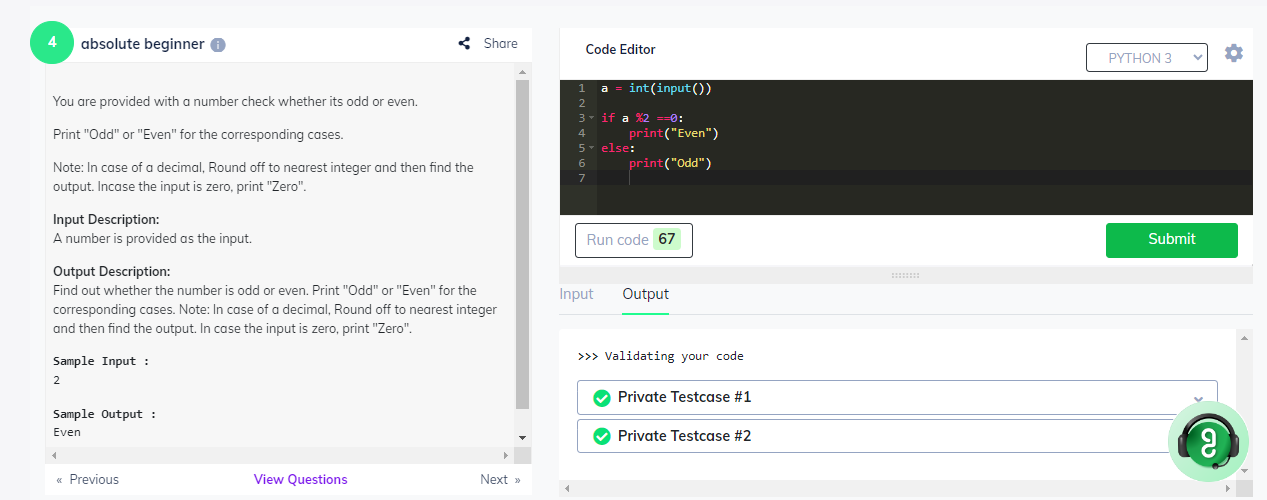 4
absolute beginner
Share
You are provided with a number check whether its odd or even.
Print "Odd" or "Even" for the corresponding cases.
Note: In case of a decimal, Round off to nearest integer and then find the
output. Incase the input is zero, print "Zero".
Input Description:
A number is provided as the input.
Output Description:
Find out whether the number is odd or even. Print "Odd" or "Even" for the
corresponding cases. Note: In case of a decimal, Round off to nearest integer
and then find the output. In case the input is zero, print "Zero".
Sample Input :
2
Sample Output :
Even
« Previous
View Questions
Next »
Code Editor
PYTHON 3
1 a = int(input())
2
3 if a %2 ==0:
4     print("Even")
5 else:
6     print("Odd")
7
Run code 67
Submit
Input
Output
>>> Validating your code
Private Testcase #1
Private Testcase #2